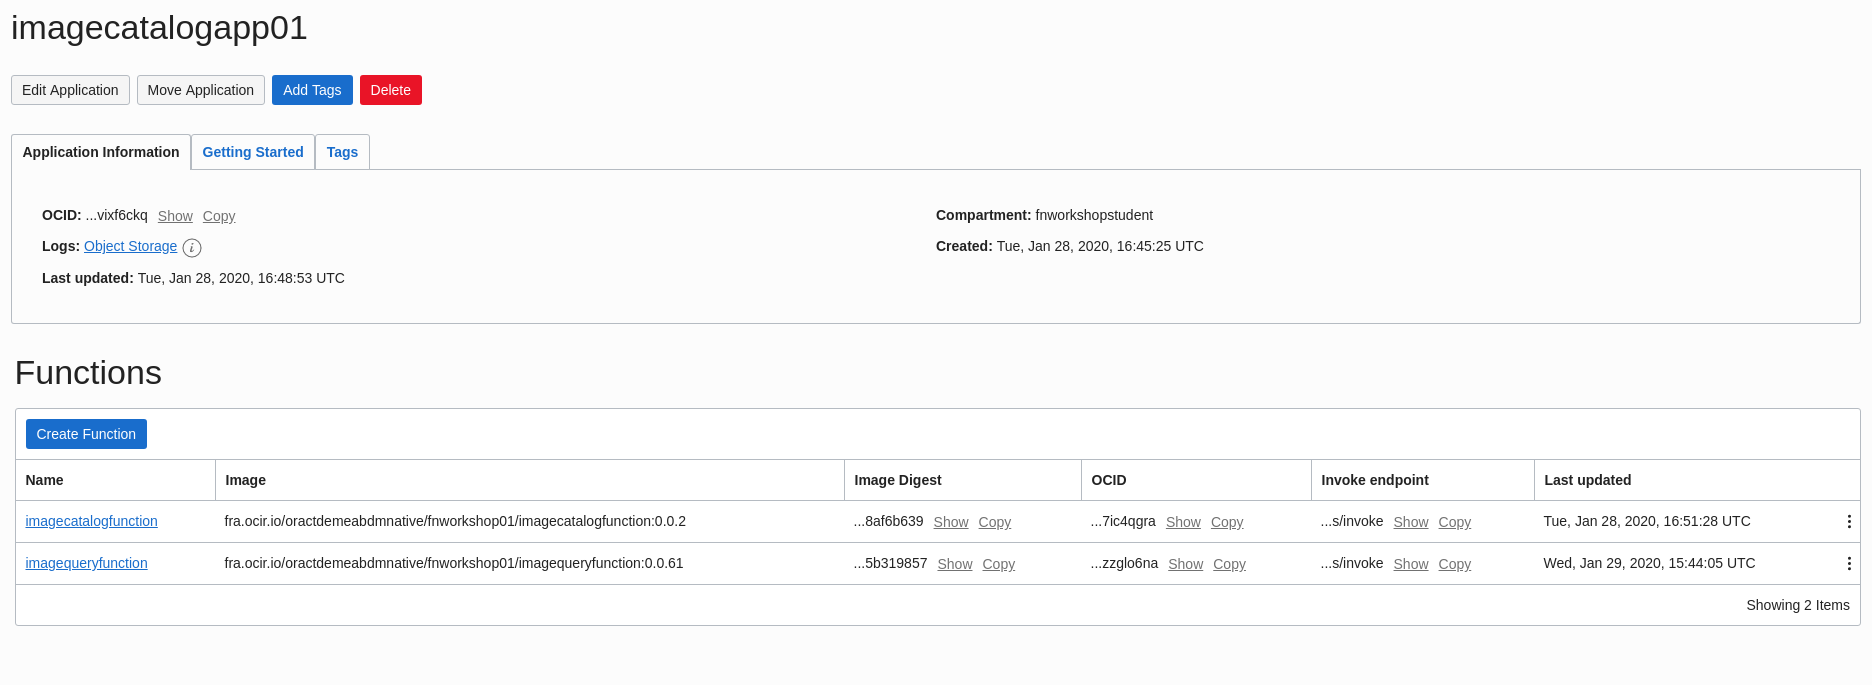 imagecatalogapp01
Edit Application Move Application Add Tags Delete
Application Information Getting Started Tags
OCID: ...vixf6ckq Show Copy Compartment: fnworkshopstudent
Logs: Object Storage i Created: Tue, Jan 28, 2020, 16:45:25 UTC
Last updated: Tue, Jan 28, 2020, 16:48:53 UTC
Functions
Create Function
Name Image Image Digest OCID Invoke endpoint Last updated
imagecatalogfunction fra.ocir.io/oractdemeabdmnative/fnworkshop01/imagecatalogfunction:0.0.2 ...8af6b639 Show Copy ...7ic4qgra Show Copy ...s/invoke Show Copy Tue, Jan 28, 2020, 16:51:28 UTC
imagequeryfunction fra.ocir.io/oractdemeabdmnative/fnworkshop01/imagequeryfunction:0.0.61 ...5b319857 Show Copy ...zzglo6na Show Copy ...s/invoke Show Copy Wed, Jan 29, 2020, 15:44:05 UTC
Showing 2 Items